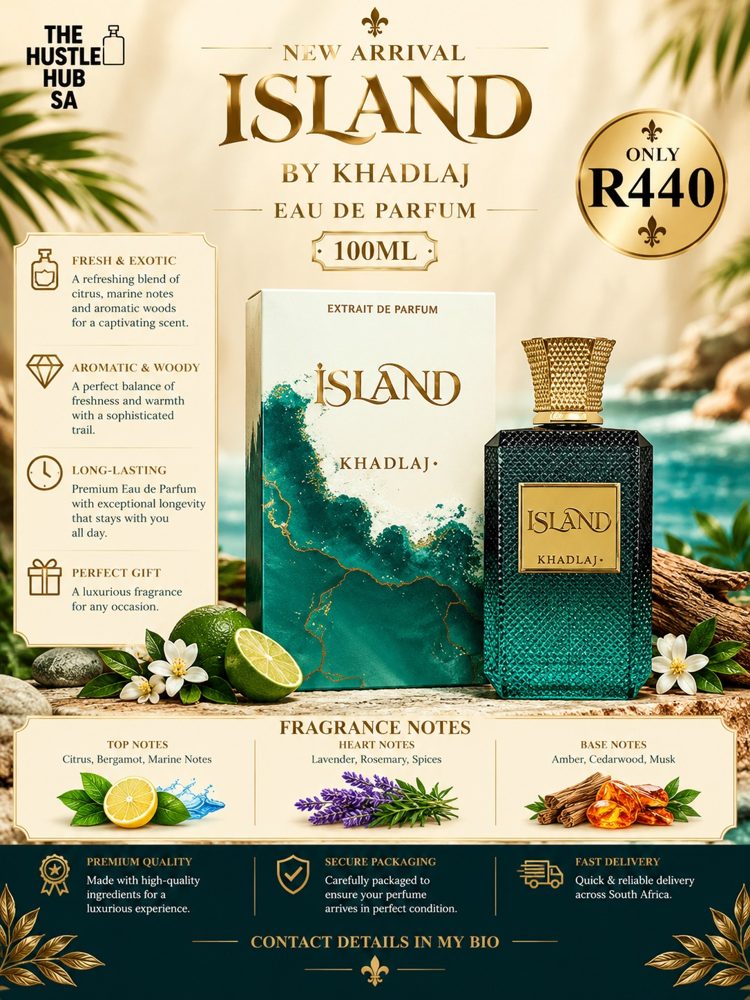 THE
HUSTLE
HUB
SA
NEW ARRIVAL
ISLAND
BY KHADLAJ
EAU DE PARFUM
100ML
ONLY
R440
FRESH & EXOTIC
A refreshing blend of
citrus, marine notes
and aromatic woods
for a captivating scent.
AROMATIC & WOODY
A perfect balance of
freshness and warmth
with a sophisticated
trail.
LONG-LASTING
Premium Eau de Parfum
with exceptional longevity
that stays with you
all day.
PERFECT GIFT
A luxurious fragrance
for any occasion.
EXTRAIT DE PARFUM
ISLAND
KHADLAJ
ISLAND
KHADLAJ
FRAGRANCE NOTES
TOP NOTES
Citrus, Bergamot, Marine Notes
HEART NOTES
Lavender, Rosemary, Spices
BASE NOTES
Amber, Cedarwood, Musk
PREMIUM QUALITY
Made with high-quality
ingredients for a
luxurious experience.
SECURE PACKAGING
Carefully packaged to
ensure your perfume
arrives in perfect condition.
FAST DELIVERY
Quick & reliable delivery
across South Africa.
CONTACT DETAILS IN MY BIO